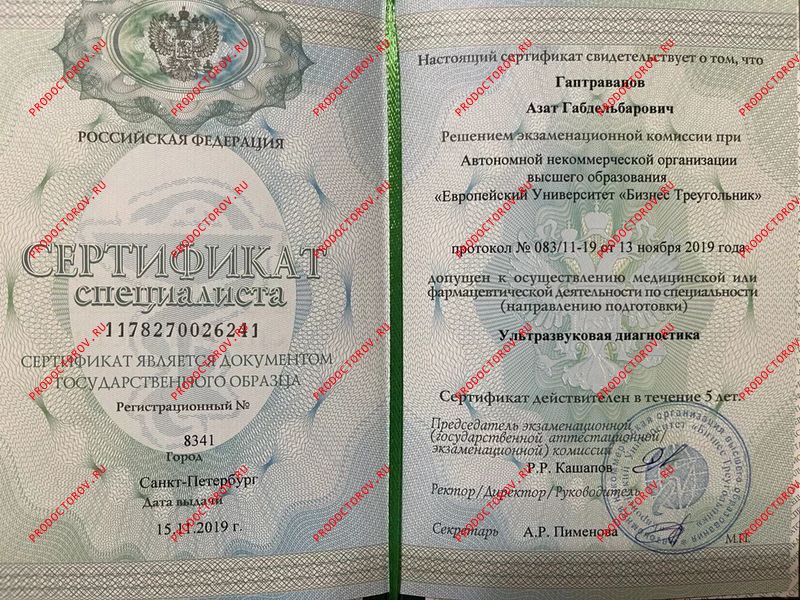 РОССИЙСКАЯ ФЕДЕРАЦИЯ
СЕРТИФИКАТ
специалиста
1178270026241
СЕРТИФИКАТ ЯВЛЯЕТСЯ ДОКУМЕНТОМ
ГОСУДАРСТВЕННОГО ОБРАЗЦА
Регистрационный №
8341
Город
Санкт-Петербург
Дата выдачи
15.11.2019 г.
Настоящий сертификат свидетельствует о том, что
Гаптраванов
Азат Габдельбарович
Решением экзаменационной комиссии при
Автономной некоммерческой организации
высшего образования
«Европейский Университет «Бизнес Треугольник»
протокол № 083/11-19 от 13 ноября 2019 года
допущен к осуществлению медицинской или
фармацевтической деятельности по специальности
(направлению подготовки)
Ультразвуковая диагностика
Сертификат действителен в течение 5 лет.
Председатель экзаменационной
(государственной аттестационной/
экзаменационной) комиссии
Р.Р. Кашапов
Ректор/Директор/Руководитель
Секретарь А.Р. Пименова
М.П.
PRODOCTOROV.RU